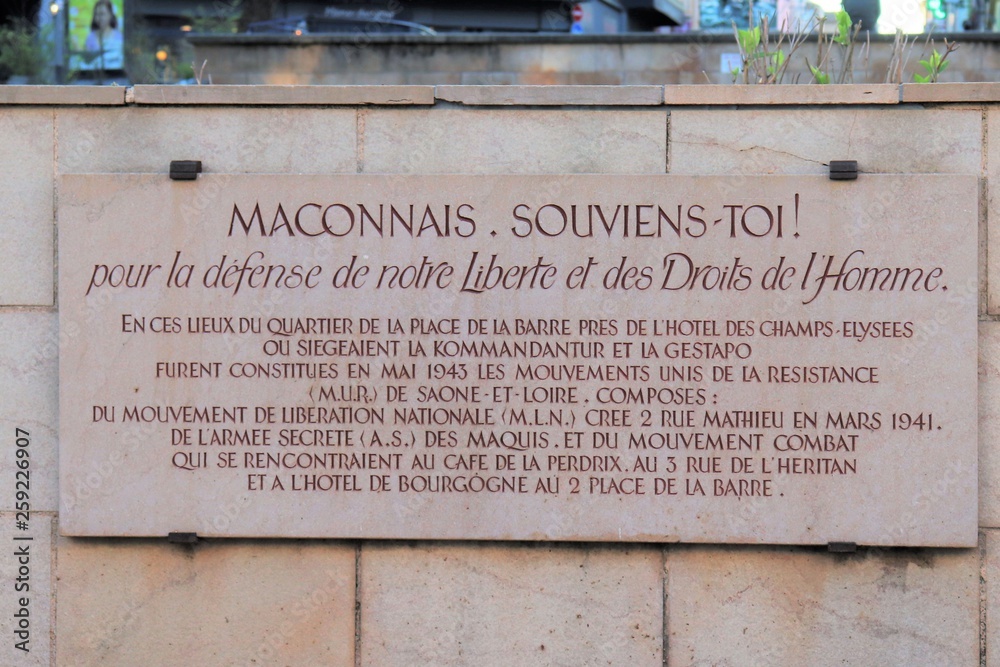 MACONNAIS. SOUVIENS-TOI!
pour la défense de notre Liberte et des Droits de l'Homme.
EN CES LIEUX DU QUARTIER DE LA PLACE DE LA BARRE PRES DE L'HOTEL DES CHAMPS-ELYSEES
OU SIEGEAIENT LA KOMMANDANTUR ET LA GESTAPO
FURENT CONSTITUES EN MAI 1943 LES MOUVEMENTS UNIS DE LA RESISTANCE
(M.U.R.) DE SAONE-ET-LOIRE. COMPOSES :
DU MOUVEMENT DE LIBERATION NATIONALE (M.L.N.) CREE 2 RUE MATHIEU EN MARS 1941.
DE L'ARMEE SECRETE (A.S.) DES MAQUIS. ET DU MOUVEMENT COMBAT
QUI SE RENCONTRAIENT AU CAFE DE LA PERDRIX. AU 3 RUE DE L'HERITAN
ET A L'HOTEL DE BOURGOGNE AU 2 PLACE DE LA BARRE.
Adobe Stock | #259226907